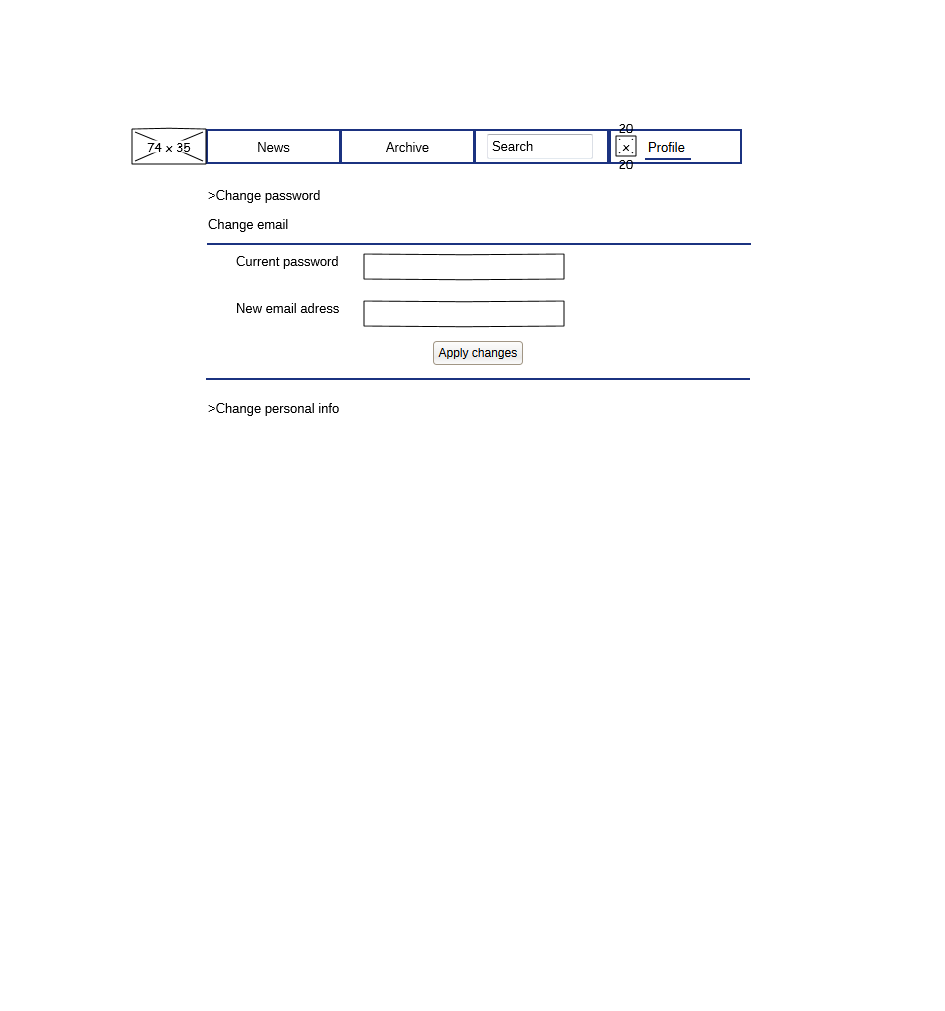 74 x 35 News Archive Search 20 x 20 Profile
>Change password
Change email
Current password
New email adress
Apply changes
>Change personal info